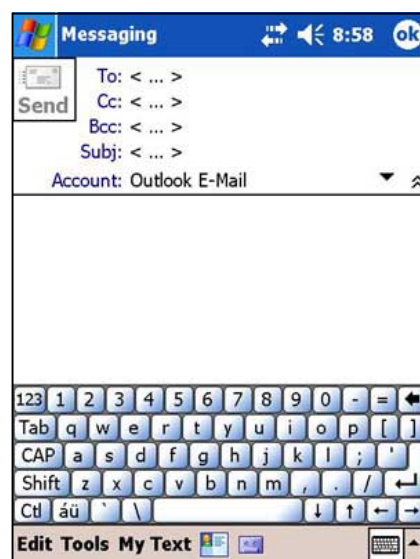 Messaging 8:58 ok
Send
To: < ... >
Cc: < ... >
Bcc: < ... >
Subj: < ... >
Account: Outlook E-Mail
123 1 2 3 4 5 6 7 8 9 0 - = ←
Tab q w e r t y u i o p [ ]
CAP a s d f g h j k l ; '
Shift z x c v b n m , . / ↵
Ctl áü ` \ ↓ ↑ ← →
Edit Tools My Text